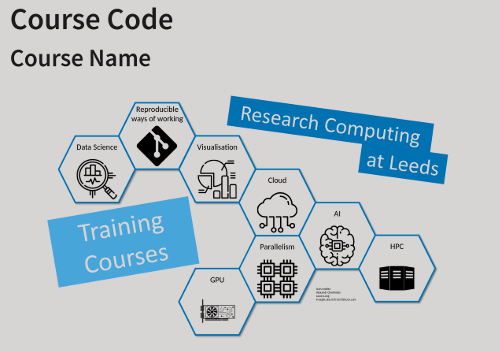 Course Code
Course Name
Reproducible
ways of working
Research Computing
at Leeds
Data Science
Visualisation
Cloud
AI
Training
Courses
Parallelism
HPC
GPU